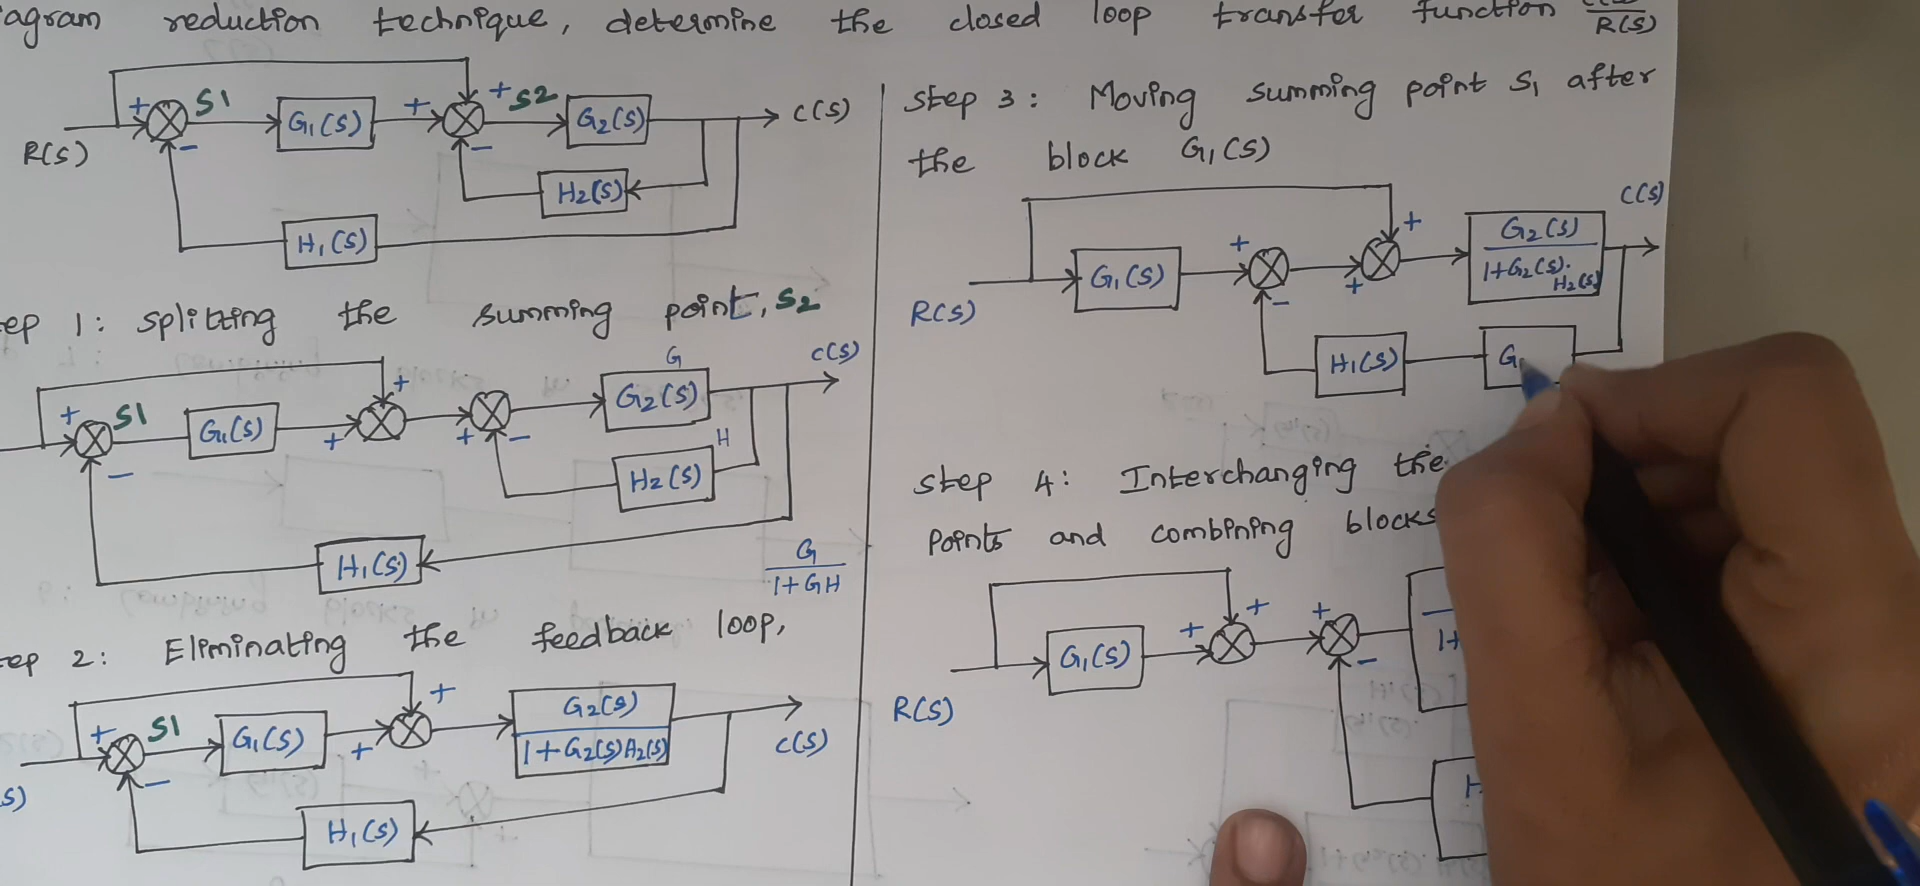 agram reduction technique, determine the closed loop transfer function
R(S)
+ S1 G1(S) + + S2 G2(S) C(S)
R(S) - -
H2(S)
H1(S)
ep 1: splitting the summing point, S2
G C(S)
+ S1 G1(S) + + + - G2(S)
- H
H2(S)
H1(S)
G
1+GH
ep 2: Eliminating the feedback loop,
+ S1 G1(S) + + G2(S)
1+G2(S)H2(S) C(S)
S) -
H1(S)
step 3: Moving summing point S1 after
the block G1(S)
C(S)
+ + G2(S)
G1(S) + 1+G2(S).
H2(S)
R(S) -
H1(S) G
step 4: Interchanging the
points and combining blocks
+ +
G1(S) + 1+
R(S) -
H